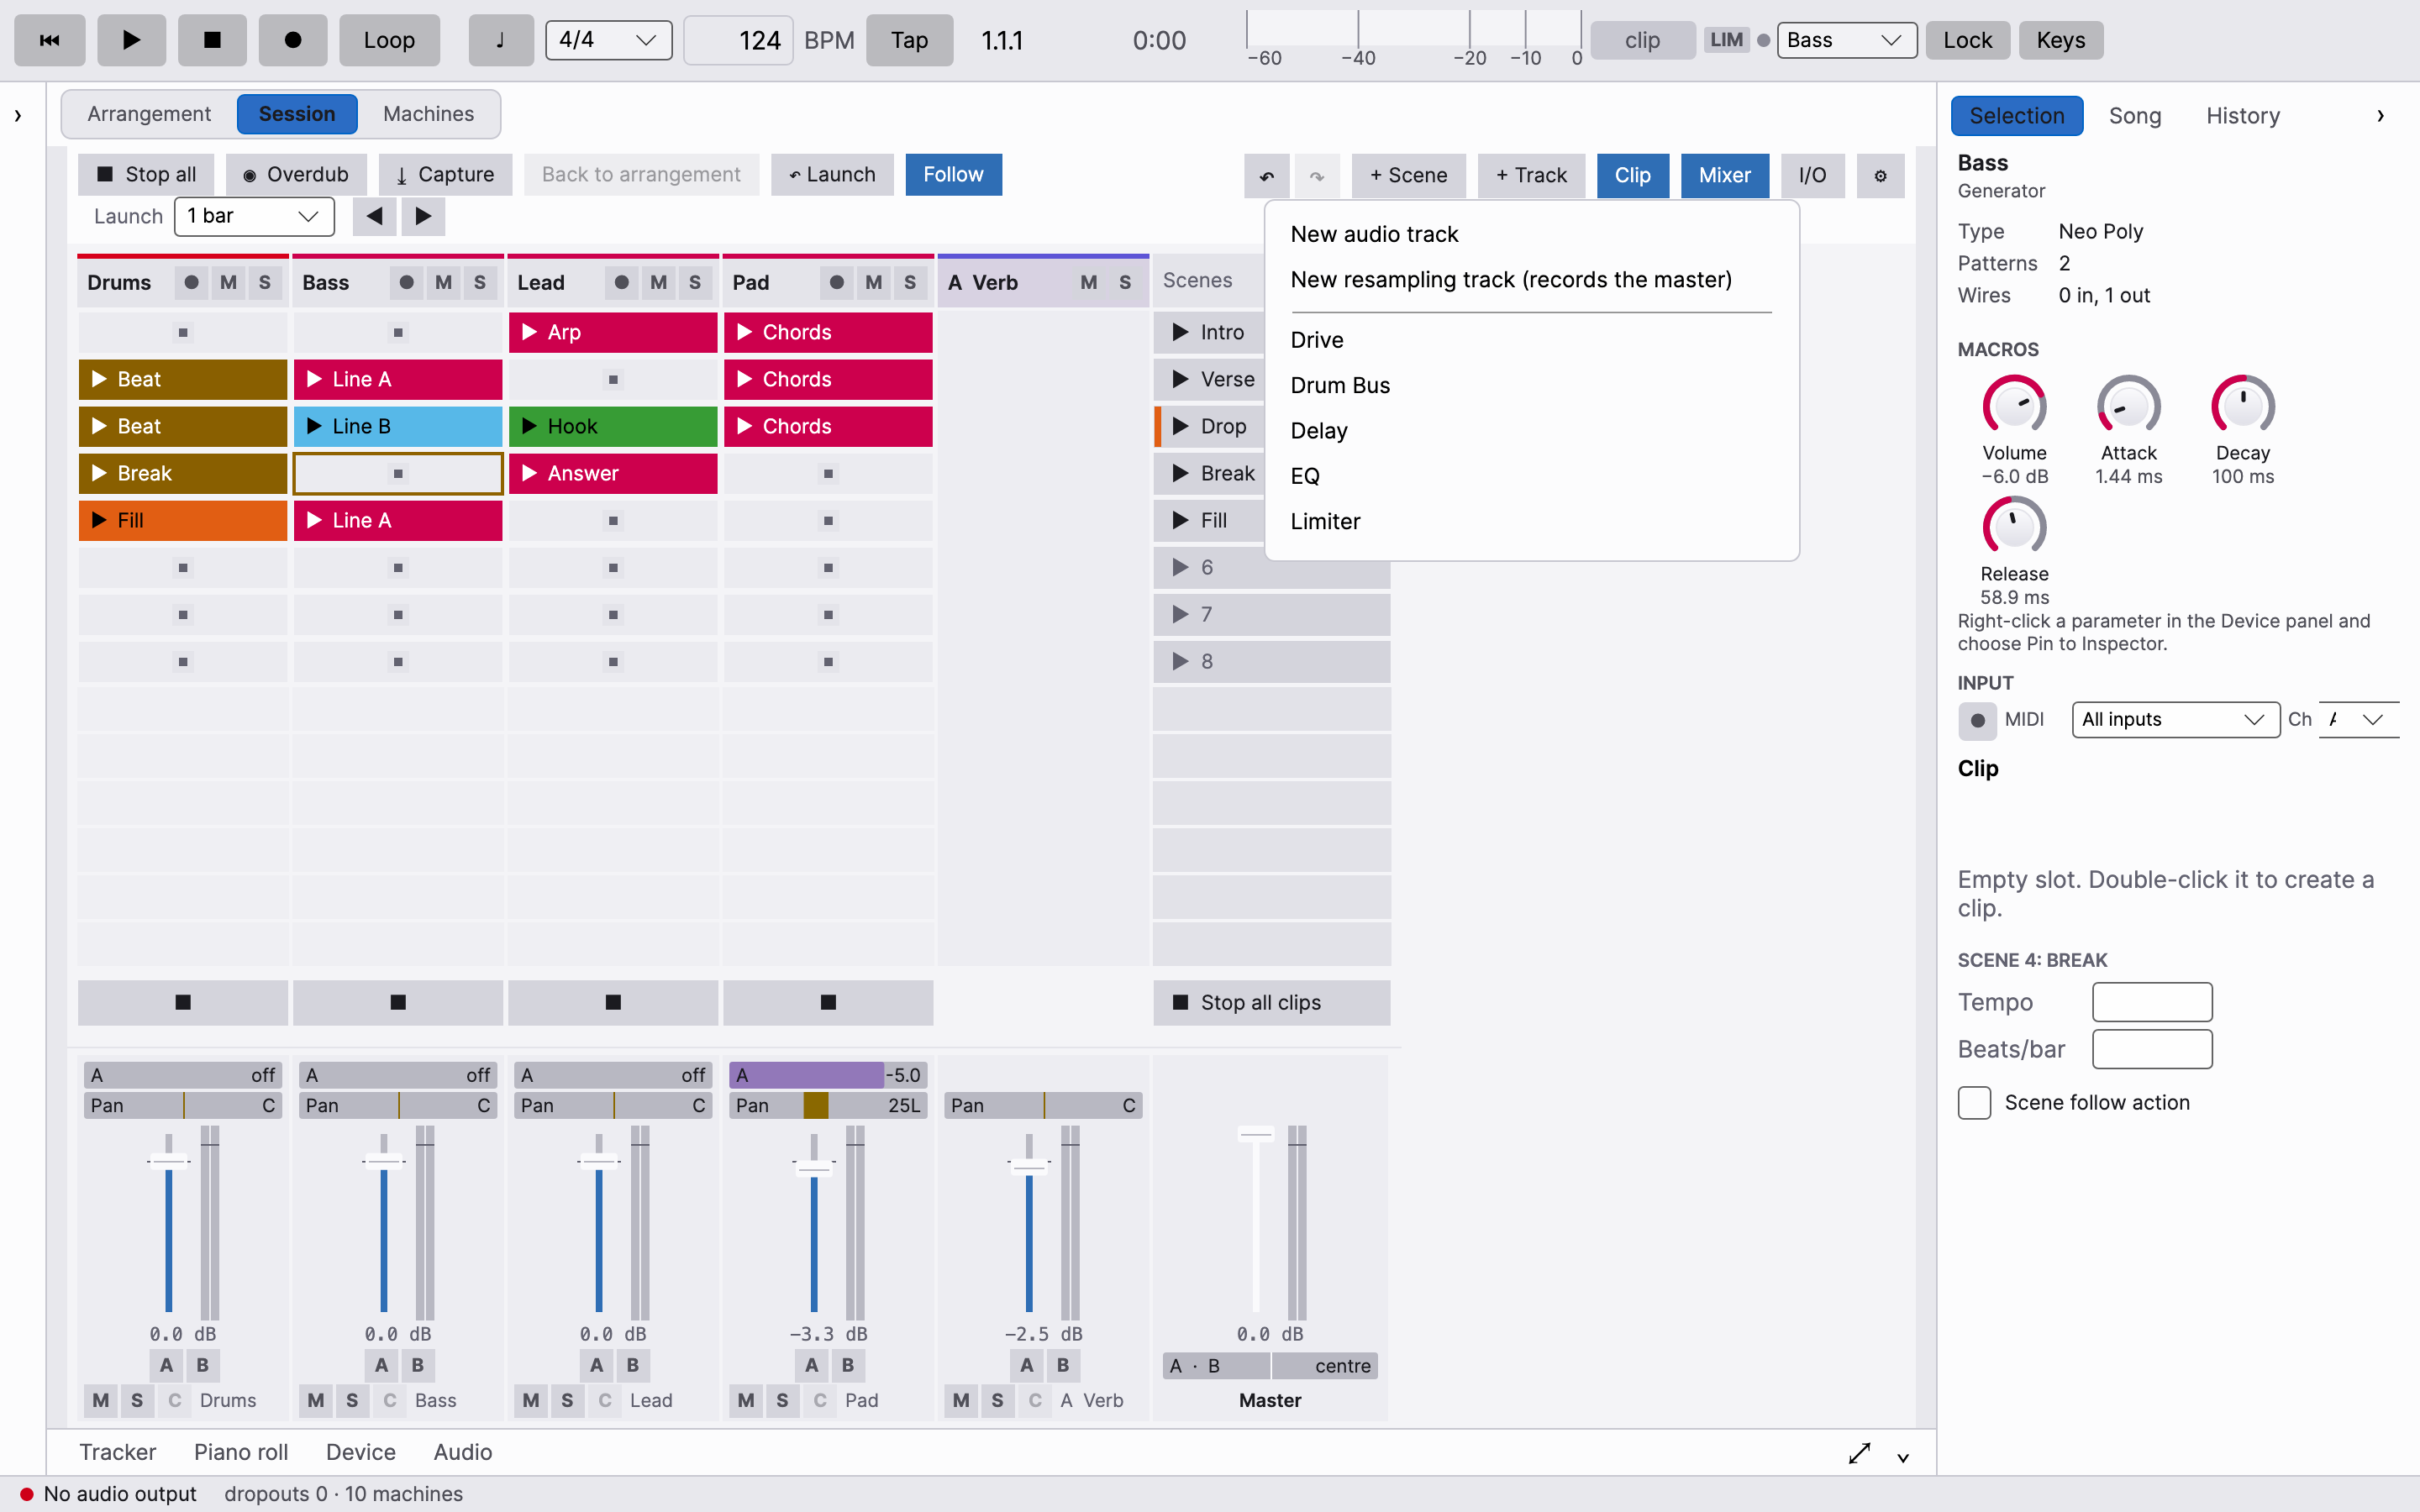 Loop 4/4 124 BPM Tap 1.1.1 0:00 −60 −40 −20 −10 0 clip LIM Bass Lock Keys
Arrangement Session Machines
Stop all Overdub Capture Back to arrangement Launch Follow
+ Scene + Track Clip Mixer I/O
Launch 1 bar
New audio track
New resampling track (records the master)
Drive
Drum Bus
Delay
EQ
Limiter
Drums M S Bass M S Lead M S Pad M S A Verb M S Scenes
Arp Chords Intro
Beat Line A Chords Verse
Beat Line B Hook Chords Drop
Break Answer Break
Fill Line A Fill
6
7
8
Stop all clips
A off A off A off A -5.0
Pan C Pan C Pan C Pan 25L Pan C
0.0 dB 0.0 dB 0.0 dB −3.3 dB −2.5 dB 0.0 dB
A B A B A B A B A B A · B centre
M S C Drums M S C Bass M S C Lead M S C Pad M S C A Verb Master
Tracker Piano roll Device Audio
No audio output dropouts 0 · 10 machines
Selection Song History
Bass
Generator
Type Neo Poly
Patterns 2
Wires 0 in, 1 out
MACROS
Volume Attack Decay
−6.0 dB 1.44 ms 100 ms
Release
58.9 ms
Right-click a parameter in the Device panel and
choose Pin to Inspector.
INPUT
MIDI All inputs Ch
Clip
Empty slot. Double-click it to create a
clip.
SCENE 4: BREAK
Tempo
Beats/bar
Scene follow action